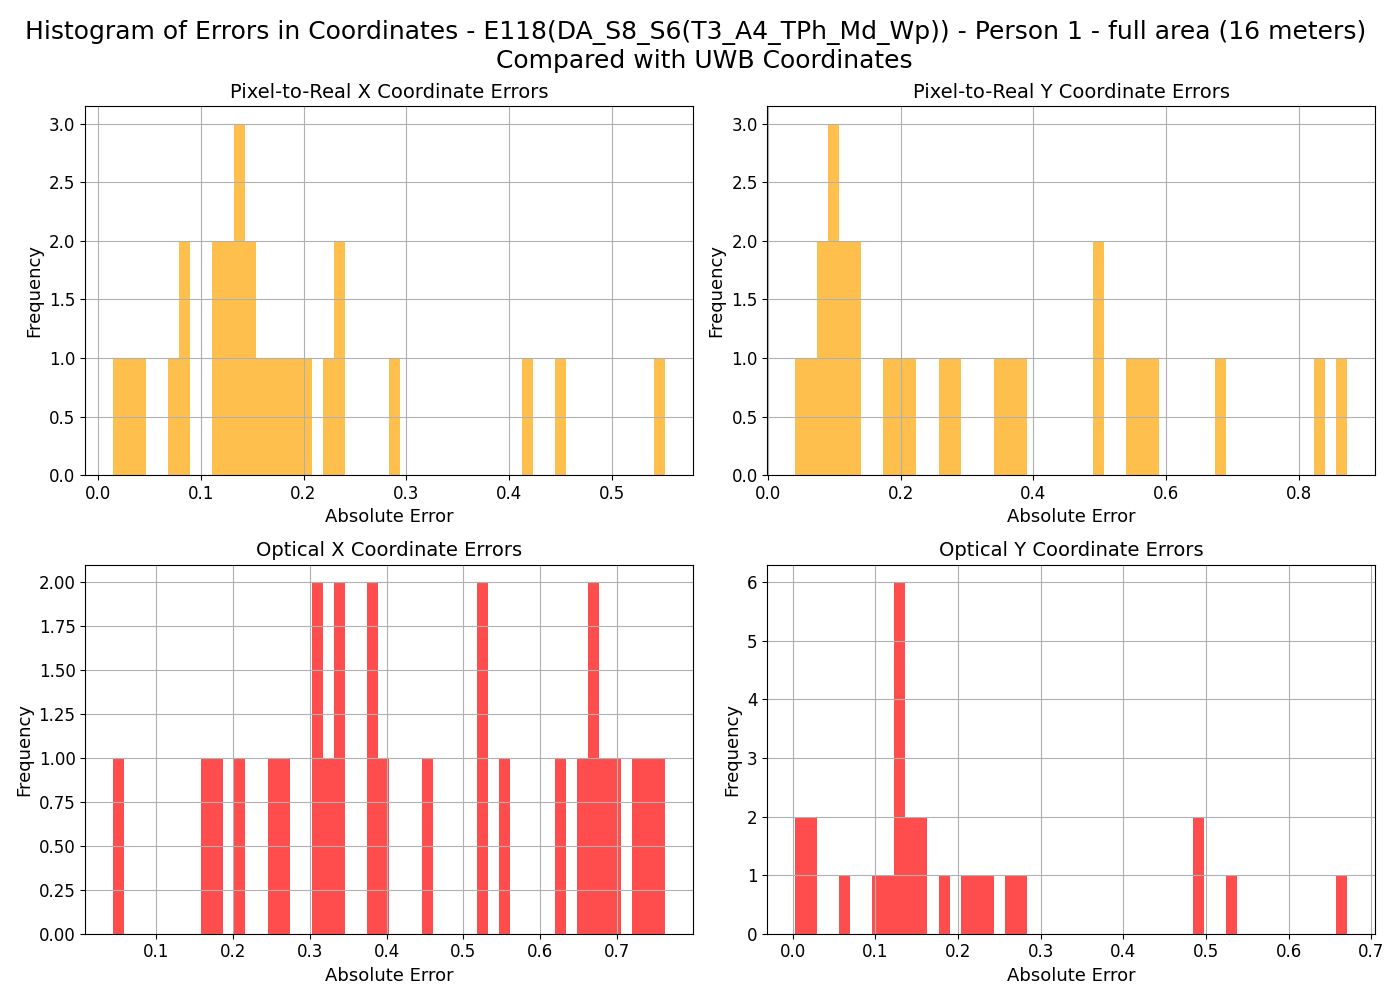 Histogram of Errors in Coordinates - E118(DA_S8_S6(T3_A4_TPh_Md_Wp)) - Person 1 - full area (16 meters)
Compared with UWB Coordinates
Pixel-to-Real X Coordinate Errors
Frequency
3.0
2.5
2.0
1.5
1.0
0.5
0.0
0.0 0.1 0.2 0.3 0.4 0.5
Absolute Error
Pixel-to-Real Y Coordinate Errors
Frequency
3.0
2.5
2.0
1.5
1.0
0.5
0.0
0.0 0.2 0.4 0.6 0.8
Absolute Error
Optical X Coordinate Errors
Frequency
2.00
1.75
1.50
1.25
1.00
0.75
0.50
0.25
0.00
0.1 0.2 0.3 0.4 0.5 0.6 0.7
Absolute Error
Optical Y Coordinate Errors
Frequency
6
5
4
3
2
1
0
0.0 0.1 0.2 0.3 0.4 0.5 0.6 0.7
Absolute Error